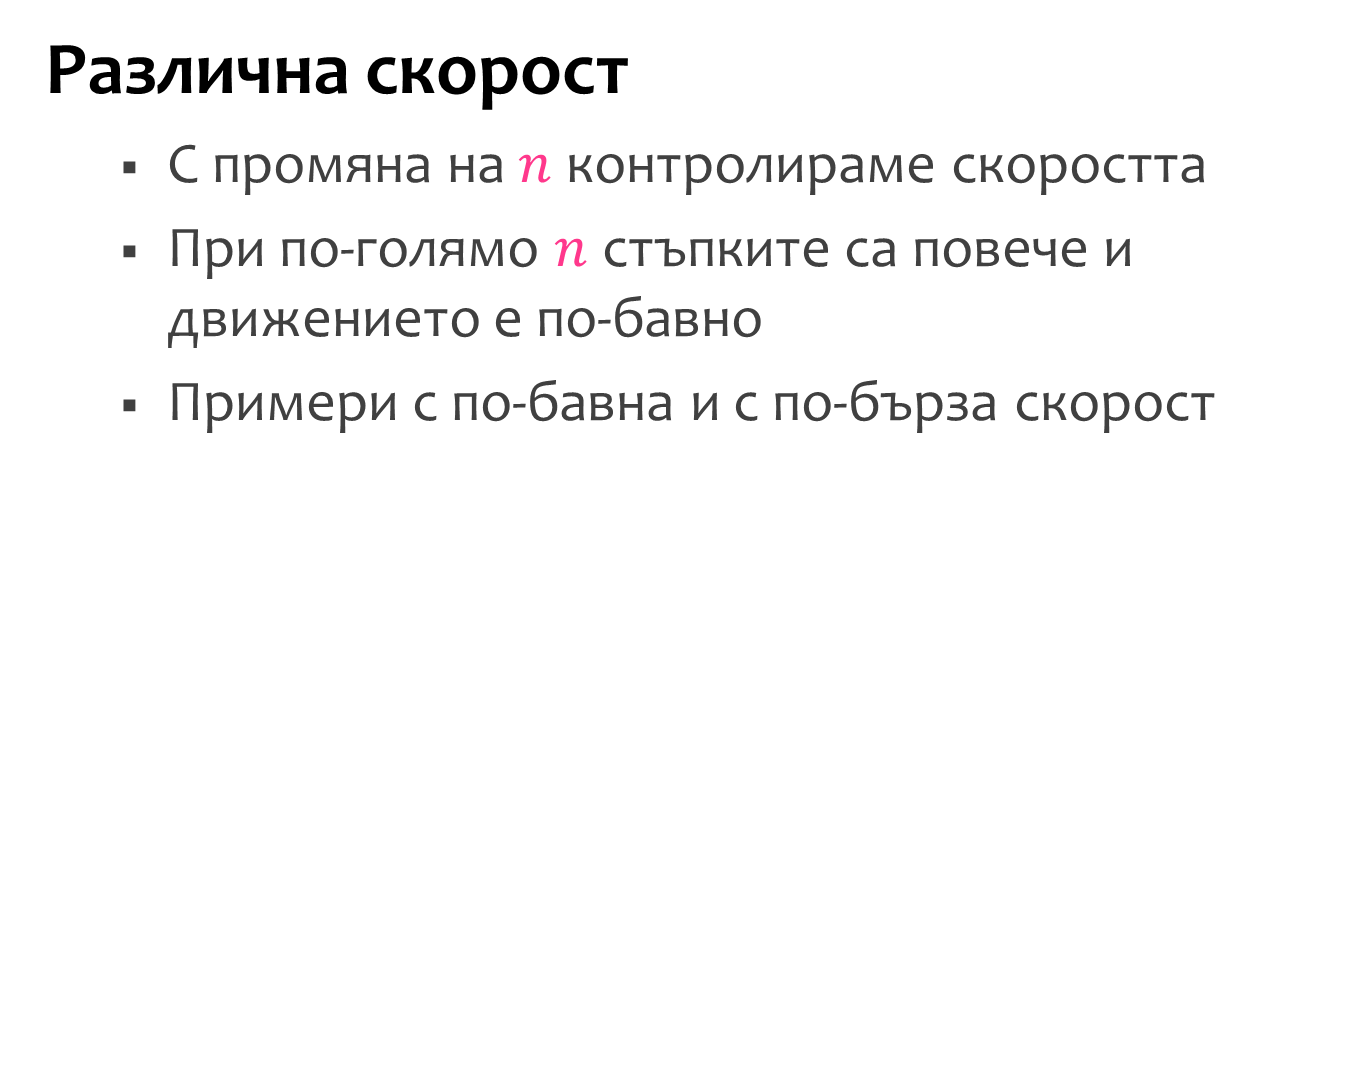 Различна скорост
▪ С промяна на n контролираме скоростта
▪ При по-голямо n стъпките са повече и
движението е по-бавно
▪ Примери с по-бавна и с по-бърза скорост